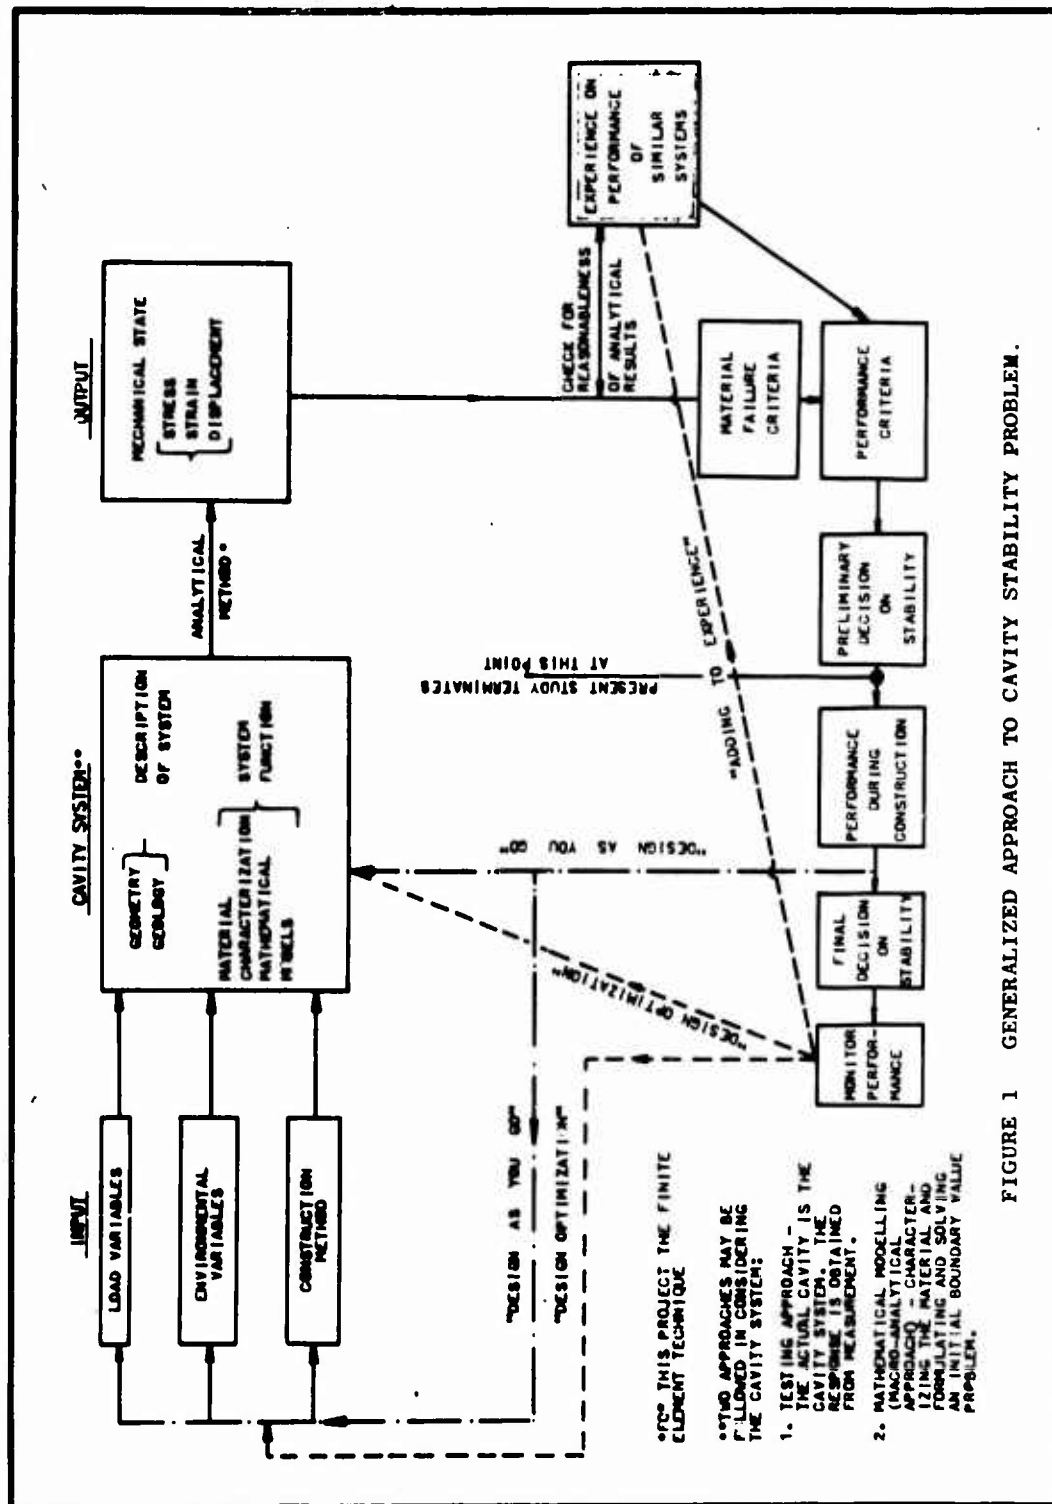 INPUT
LOAD VARIABLES
ENVIRONMENTAL
VARIABLES
CONSTRUCTION
METHOD
CAVITY SYSTEM**
GEOMETRY
GEOLOGY
DESCRIPTION
OF SYSTEM
MATERIAL
CHARACTERIZATION
MATHEMATICAL
MODELS
SYSTEM
FUNCTION
ANALYTICAL
METHOD*
OUTPUT
MECHANICAL STATE
STRESS
STRAIN
DISPLACEMENT
CHECK FOR
REASONABLENESS
OF ANALYTICAL
RESULTS
EXPERIENCE ON
PERFORMANCE
OF
SIMILAR
SYSTEMS
MATERIAL
FAILURE
CRITERIA
PERFORMANCE
CRITERIA
PRELIMINARY
DECISION
ON
STABILITY
PRESENT STUDY TERMINATES
AT THIS POINT
PERFORMANCE
DURING
CONSTRUCTION
FINAL
DECISION
ON
STABILITY
MONITOR
PERFOR-
MANCE
"ADDING TO EXPERIENCE"
"DESIGN AS YOU GO"
"DESIGN OPTIMIZATION"
"DESIGN AS YOU GO"
"DESIGN OPTIMIZATION"
THIS PROJECT THE FINITE
ELEMENT TECHNIQUE
**TWO APPROACHES MAY BE
IN CONSIDERING
THE CAVITY SYSTEM:
1. TESTING APPROACH -
THE ACTUAL CAVITY IS THE
CAVITY SYSTEM. THE
RESPONSE IS OBTAINED
FROM MEASUREMENT.
2. MATHEMATICAL MODELLING
(MACRO-ANALYTICAL
APPROACH) - CHARACTER-
IZING THE MATERIAL AND
FORMULATING AND SOLVING
AN INITIAL BOUNDARY VALUE
PROBLEM.
FIGURE 1 GENERALIZED APPROACH TO CAVITY STABILITY PROBLEM.